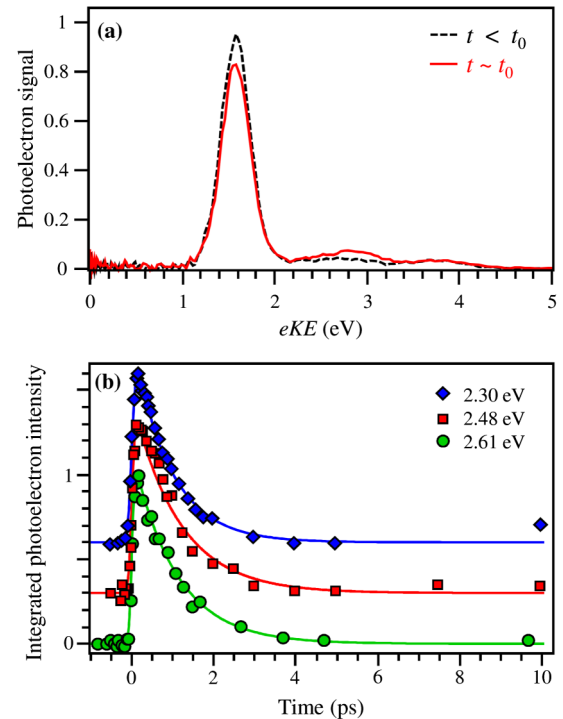 (a)
t < t0
t ~ t0
Photoelectron signal
1
0.8
0.6
0.4
0.2
0
0 1 2 3 4 5
eKE (eV)
(b)
2.30 eV
2.48 eV
2.61 eV
Integrated photoelectron intensity
1
0
0 2 4 6 8 10
Time (ps)